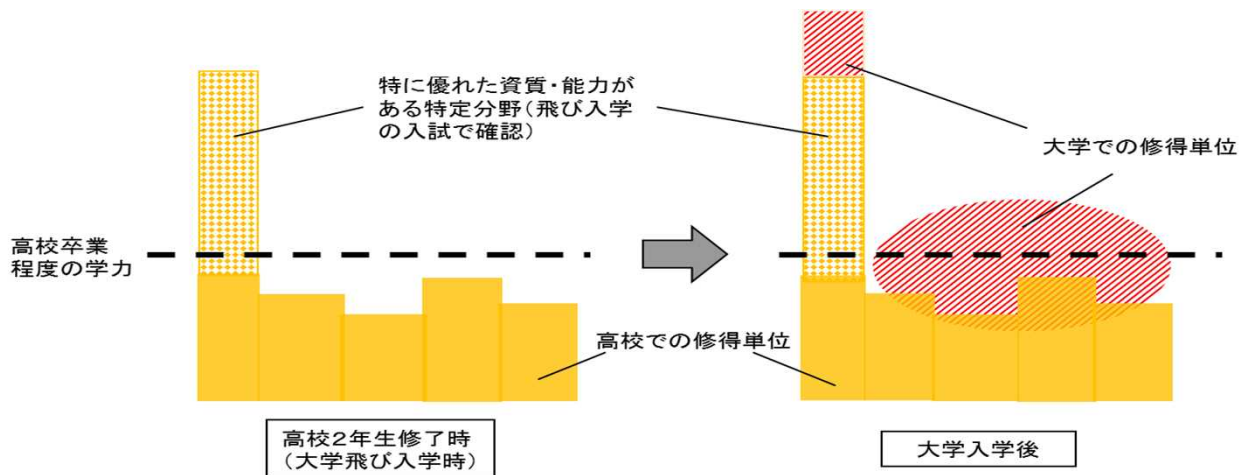 特に優れた資質・能力が
ある特定分野(飛び入学
の入試で確認)
大学での修得単位
高校卒業
程度の学力
高校での修得単位
高校2年生修了時
(大学飛び入学時)
大学入学後